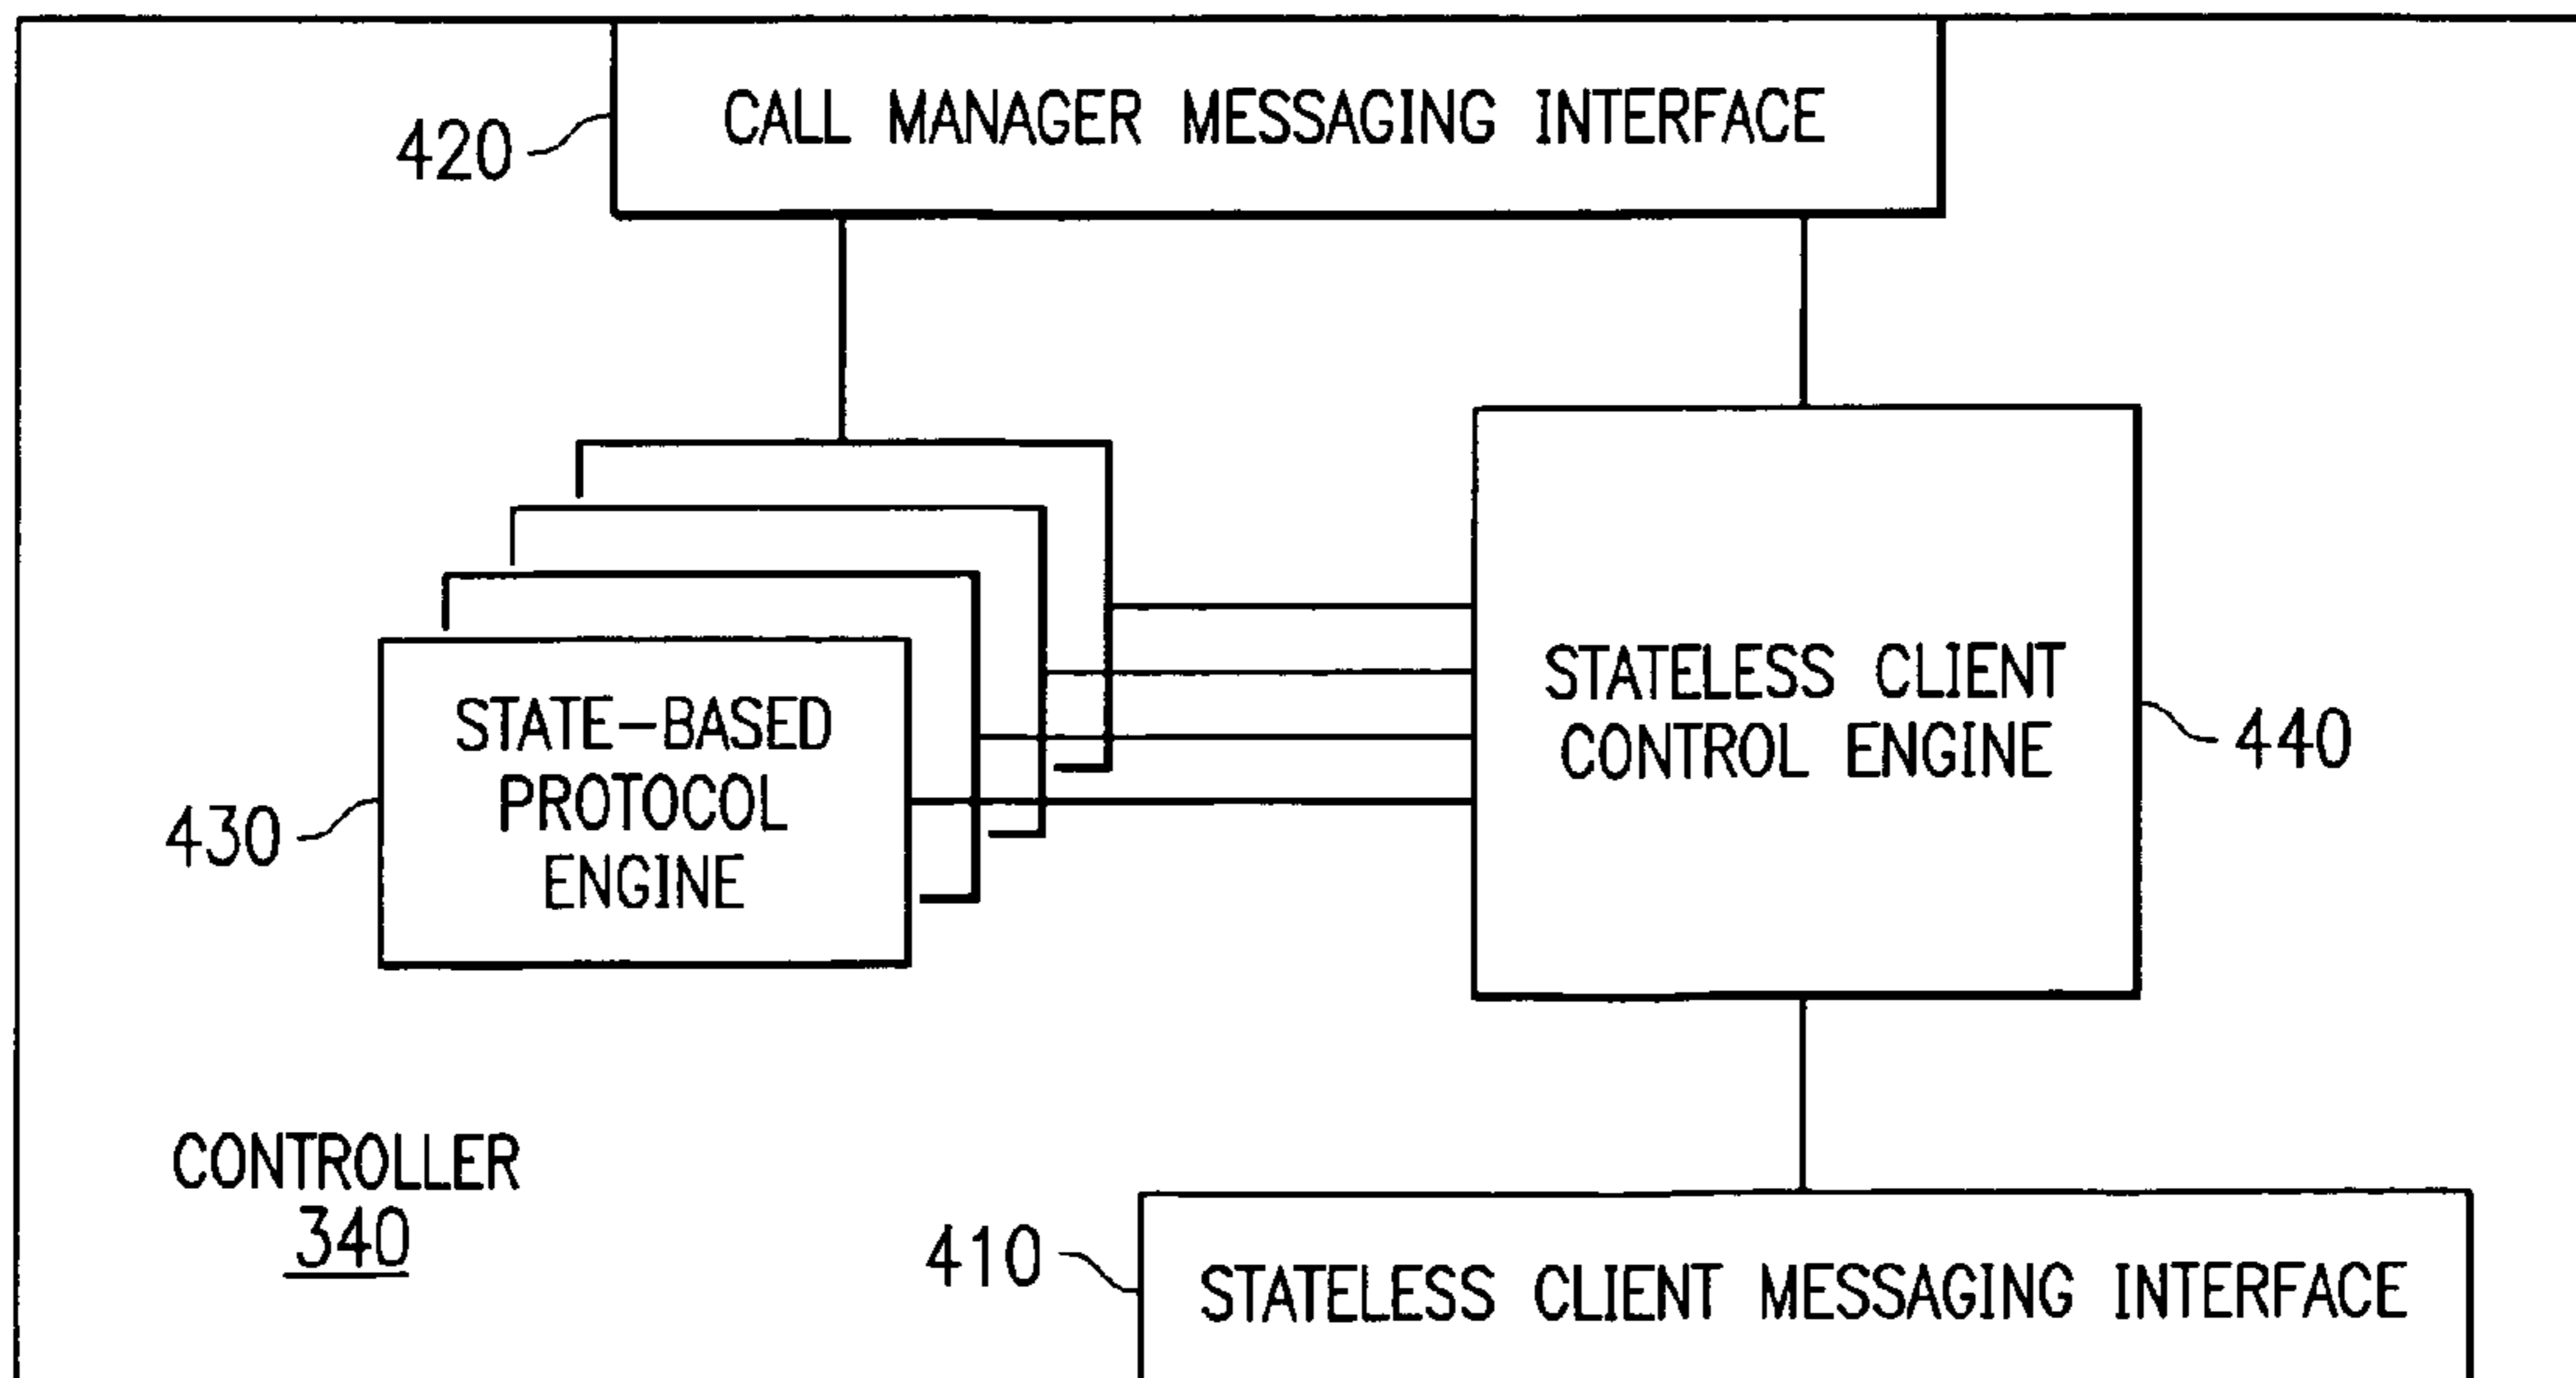 CALL MANAGER MESSAGING INTERFACE
420
STATE-BASED
PROTOCOL
ENGINE
430
STATELESS CLIENT
CONTROL ENGINE
440
CONTROLLER
340
410
STATELESS CLIENT MESSAGING INTERFACE